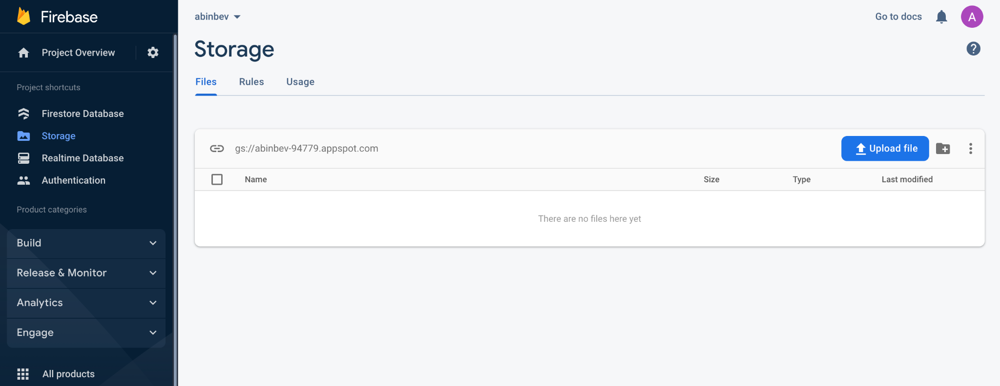 Firebase
Project Overview
Project shortcuts
Firestore Database
Storage
Realtime Database
Authentication
Product categories
Build
Release & Monitor
Analytics
Engage
All products
abinbev
Go to docs
A
Storage
?
Files Rules Usage
gs://abinbev-94779.appspot.com
Upload file
Name Size Type Last modified
There are no files here yet